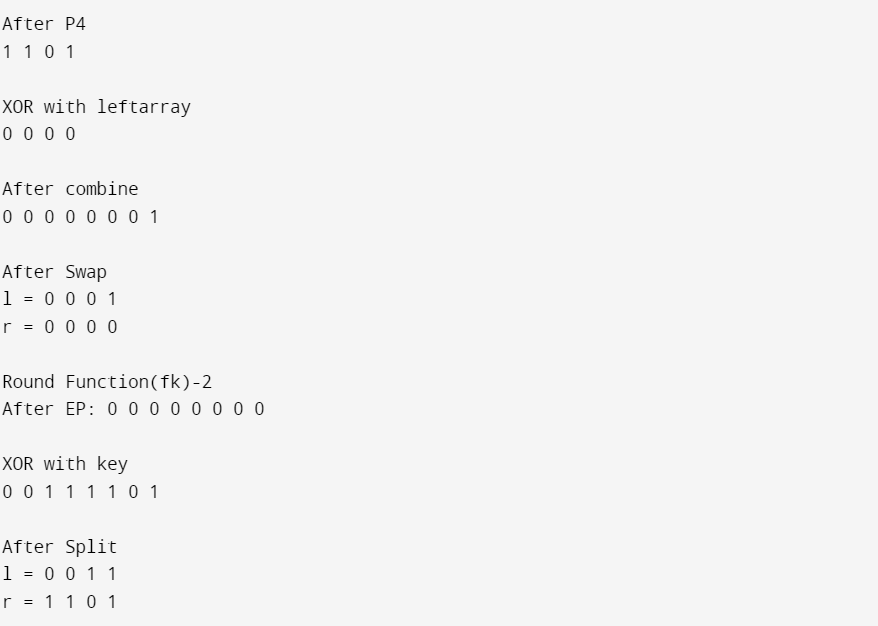 After P4
1 1 0 1
XOR with leftarray
0 0 0 0
After combine
0 0 0 0 0 0 0 1
After Swap
l = 0 0 0 1
r = 0 0 0 0
Round Function(fk)-2
After EP: 0 0 0 0 0 0 0 0
XOR with key
0 0 1 1 1 1 0 1
After Split
l = 0 0 1 1
r = 1 1 0 1